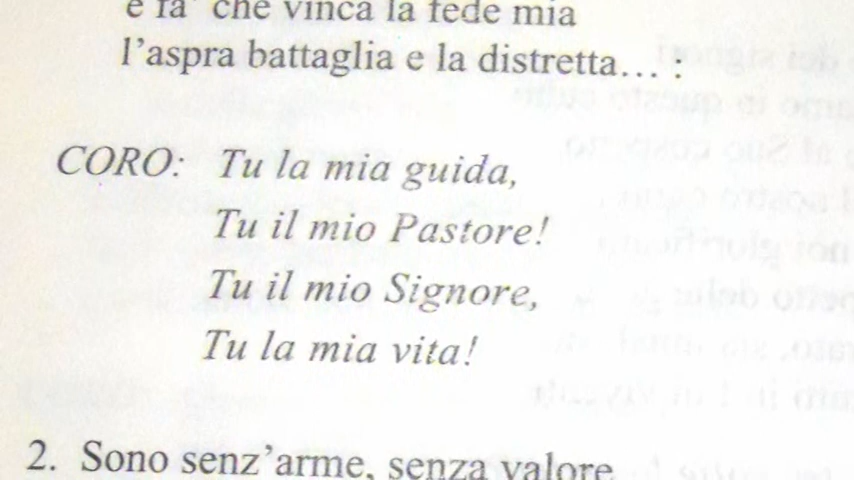 e fa' che vinca la fede mia
l'aspra battaglia e la distretta... :
CORO: Tu la mia guida,
Tu il mio Pastore!
Tu il mio Signore,
Tu la mia vita!
2. Sono senz'arme, senza valore